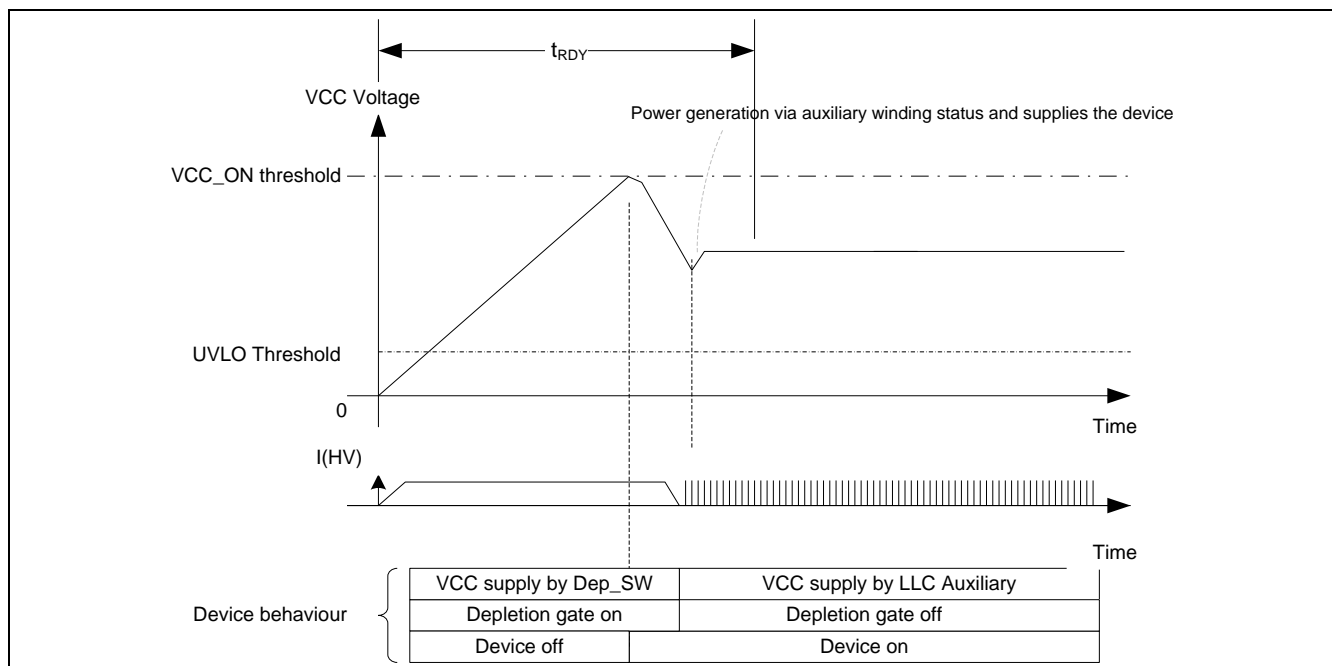 tRDY
VCC Voltage
Power generation via auxiliary winding status and supplies the device
VCC_ON threshold
UVLO Threshold
0
Time
I(HV)
Time
Device behaviour
VCC supply by Dep_SW
VCC supply by LLC Auxiliary
Depletion gate on
Depletion gate off
Device off
Device on